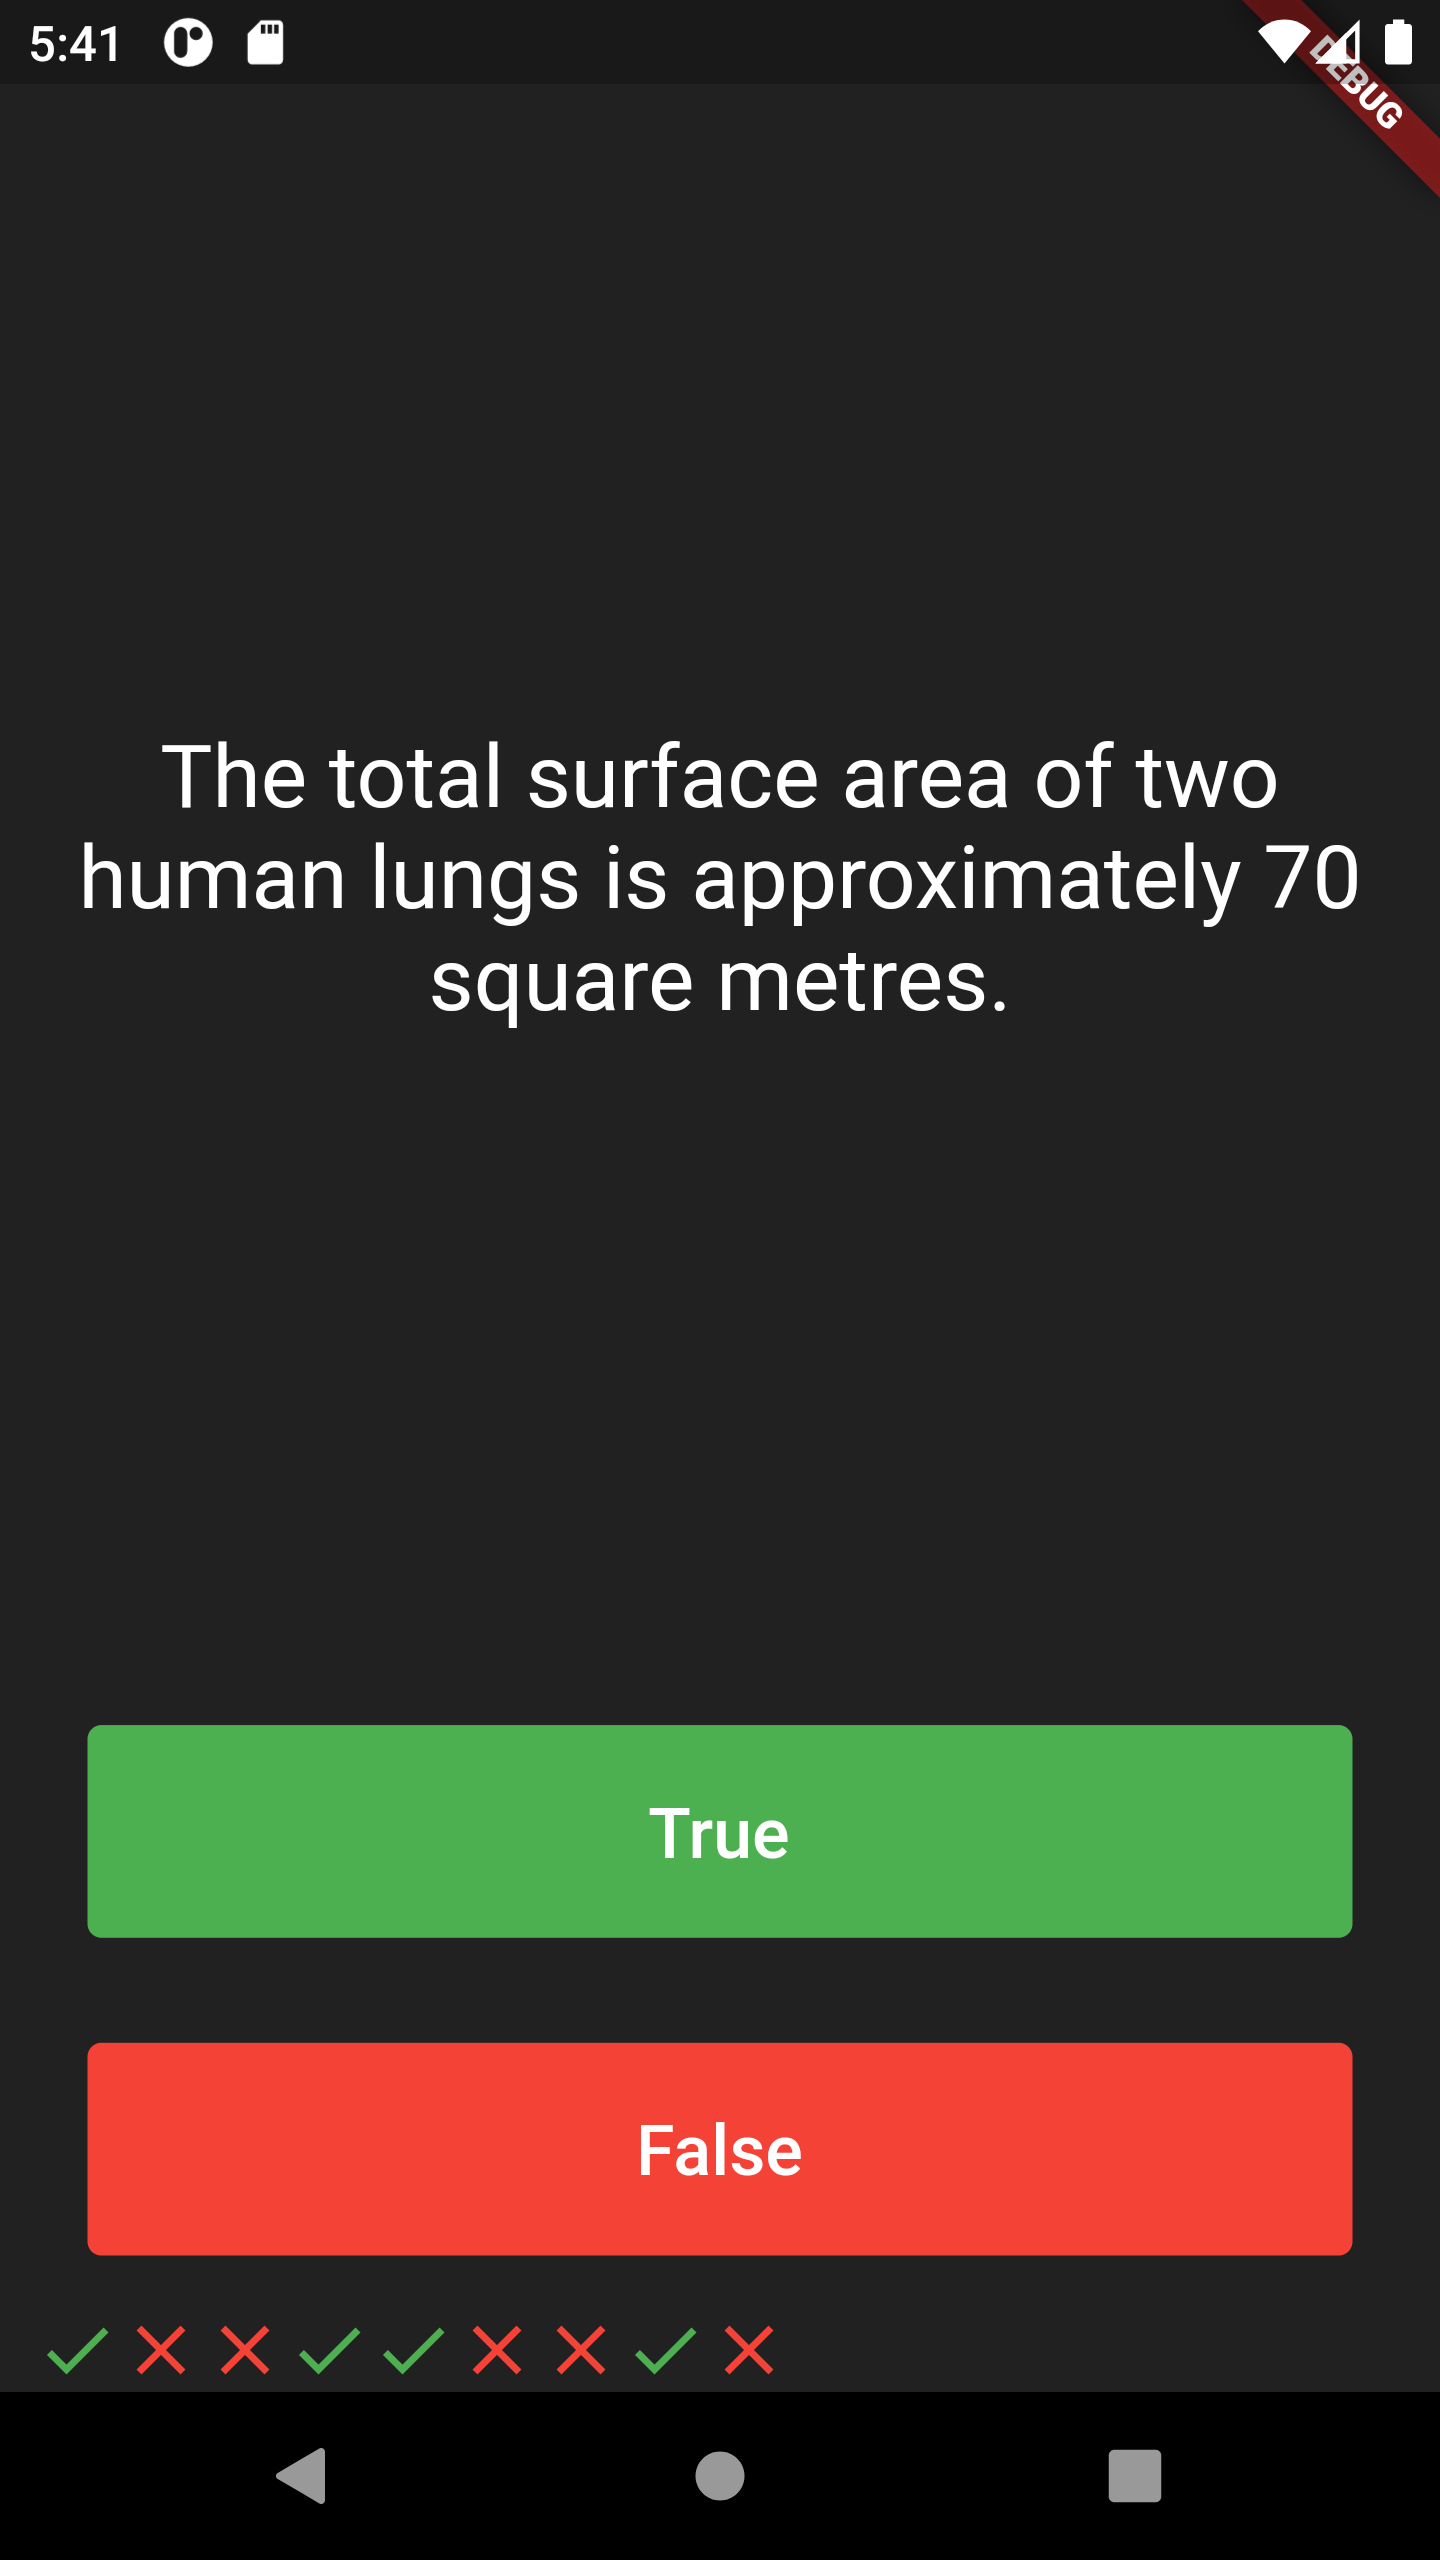 5:41
DEBUG
The total surface area of two
human lungs is approximately 70
square metres.
True
False